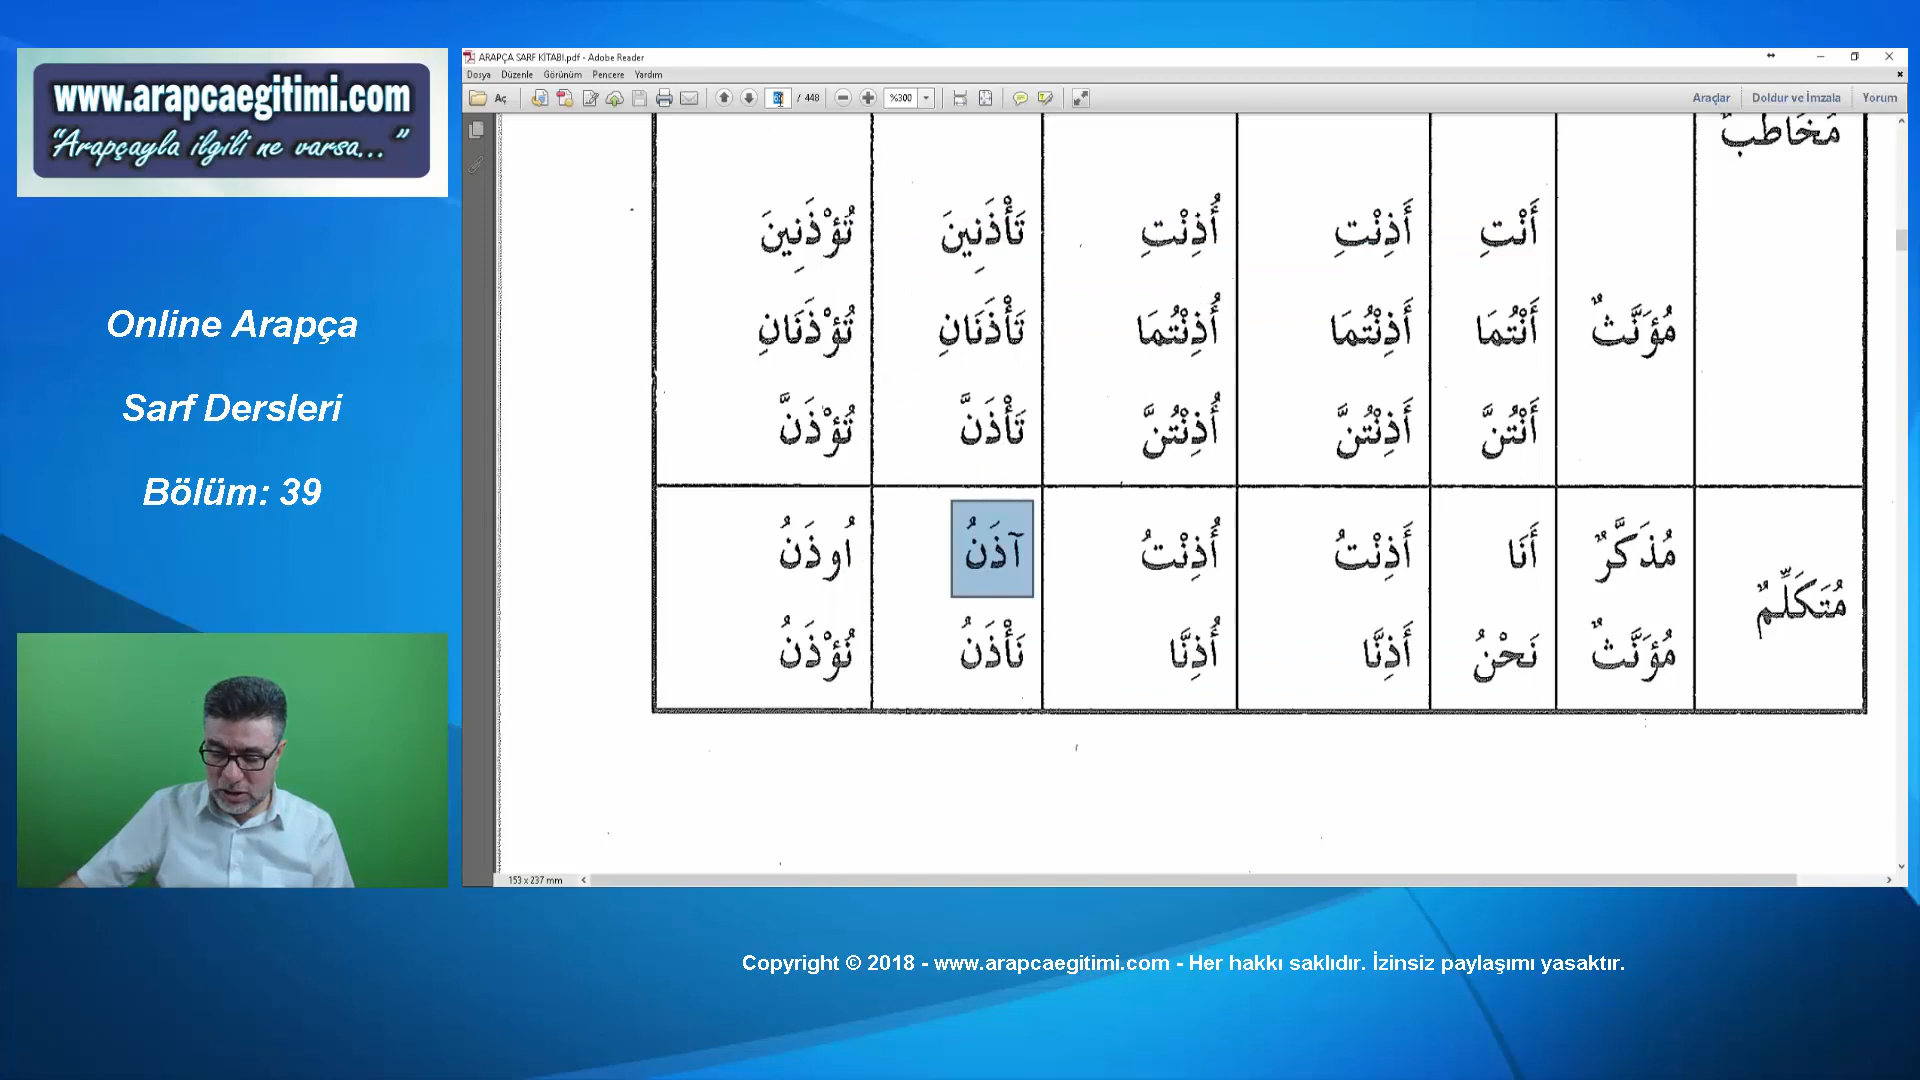 www.arapcaegitimi.com
“Arapçayla ilgili ne varsa...”
Online Arapça
Sarf Dersleri
Bölüm: 39
ARAPÇA SARF KİTABI.pdf - Adobe Reader
Dosya Düzenle Görünüm Pencere Yardım
Aç / 448 %300 Araçlar Doldur ve İmzala Yorum
مُخَاطَبٌ
أَنْتِ أَذِنْتِ أُذِنْتِ تَأْذَنِينَ تُؤْذَنِينَ
مُؤَنَّثٌ أَنْتُمَا أَذِنْتُمَا أُذِنْتُمَا تَأْذَنَانِ تُؤْذَنَانِ
أَنْتُنَّ أَذِنْتُنَّ أُذِنْتُنَّ تَأْذَنَّ تُؤْذَنَّ
مُتَكَلِّمٌ
مُذَكَّرٌ أَنَا أَذِنْتُ أُذِنْتُ آذَنُ اُوذَنُ
مُؤَنَّثٌ نَحْنُ أَذِنَّا أُذِنَّا نَأْذَنُ نُؤْذَنُ
153 x 237 mm
Copyright © 2018 - www.arapcaegitimi.com - Her hakkı saklıdır. İzinsiz paylaşımı yasaktır.